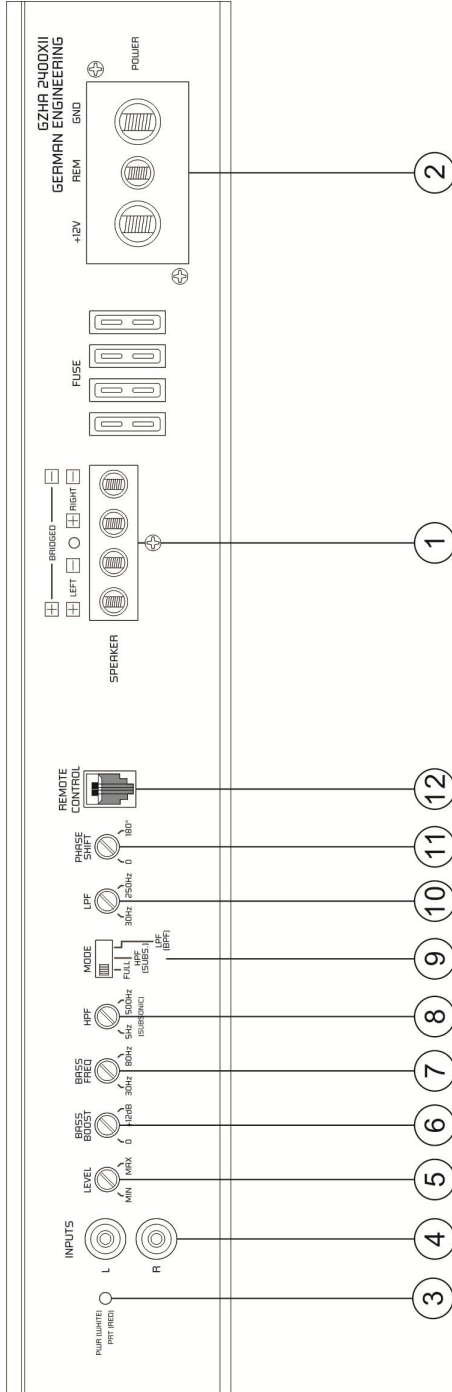 GZHA 2400XII
GERMAN ENGINEERING
+12V REM GND
POWER
FUSE
BRIDGED
+ LEFT - + RIGHT -
SPEAKER
REMOTE
CONTROL
PHASE
SHIFT
0 180°
LPF
30Hz 250Hz
MODE
FULL
HPF
(SUBS.)
LPF
(BPF)
HPF
5Hz 500Hz
(SUBSONIC)
BASS
FREQ
30Hz 80Hz
BASS
BOOST
0 +12dB
LEVEL
MIN MAX
INPUTS
L
R
PWR (WHITE)
PRT (RED)
3 4 5 6 7 8 9 10 11 12 1 2